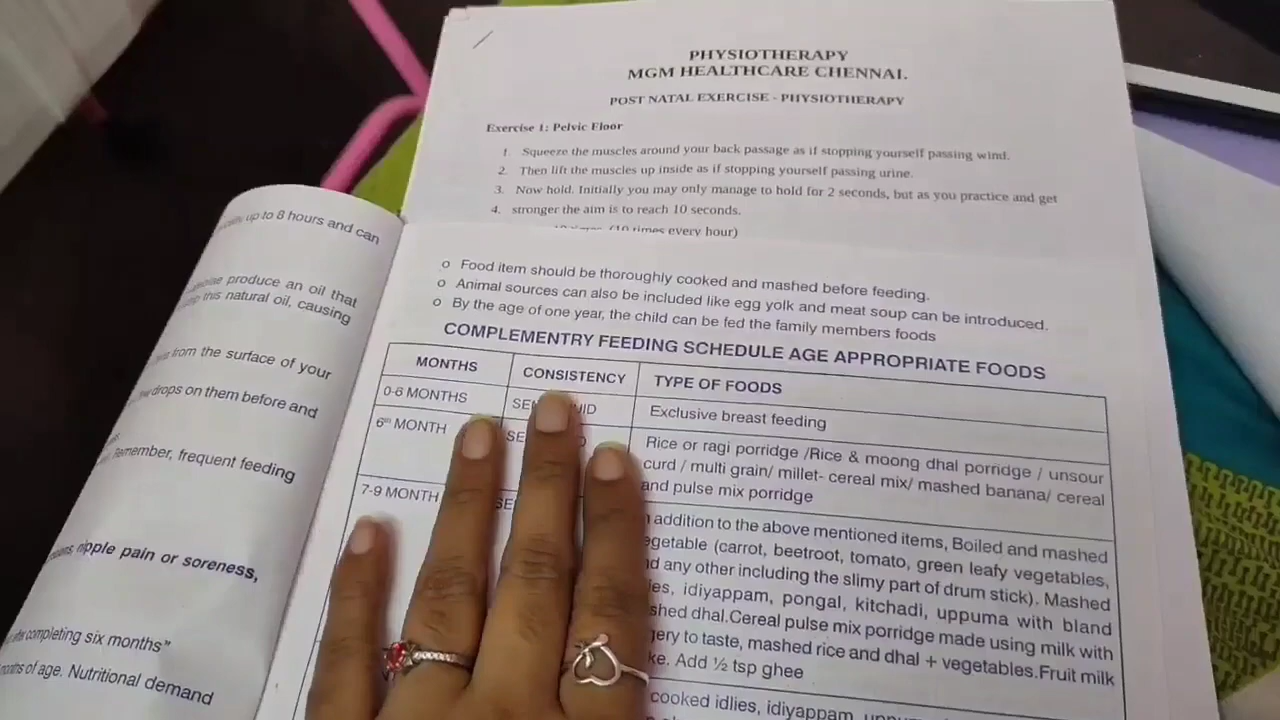 PHYSIOTHERAPY
MGM HEALTHCARE CHENNAI.
POST NATAL EXERCISE - PHYSIOTHERAPY
Exercise 1: Pelvic Floor
1. Squeeze the muscles around your back passage as if stopping yourself passing wind.
2. Then lift the muscles up inside as if stopping yourself passing urine.
3. Now hold. Initially you may only manage to hold for 2 seconds, but as you practice and get
4. stronger the aim is to reach 10 seconds.
(10 times every hour)
up to 8 hours and can
produce an oil that
this natural oil, causing
from the surface of your
drops on them before and
Remember, frequent feeding
nipple pain or soreness,
completing six months"
of age. Nutritional demand
o Food item should be thoroughly cooked and mashed before feeding.
o Animal sources can also be included like egg yolk and meat soup can be introduced.
o By the age of one year, the child can be fed the family members foods
COMPLEMENTRY FEEDING SCHEDULE AGE APPROPRIATE FOODS
MONTHS CONSISTENCY TYPE OF FOODS
0-6 MONTHS Exclusive breast feeding
6th MONTH Rice or ragi porridge /Rice & moong dhal porridge / unsour
curd / multi grain/ millet- cereal mix/ mashed banana/ cereal
and pulse mix porridge
7-9 MONTH addition to the above mentioned items, Boiled and mashed
(carrot, beetroot, tomato, green leafy vegetables,
any other including the slimy part of drum stick). Mashed
idiyappam, pongal, kitchadi, uppuma with bland
dhal.Cereal pulse mix porridge made using milk with
to taste, mashed rice and dhal + vegetables.Fruit milk
Add ½ tsp ghee
cooked idlies, idiyappam,